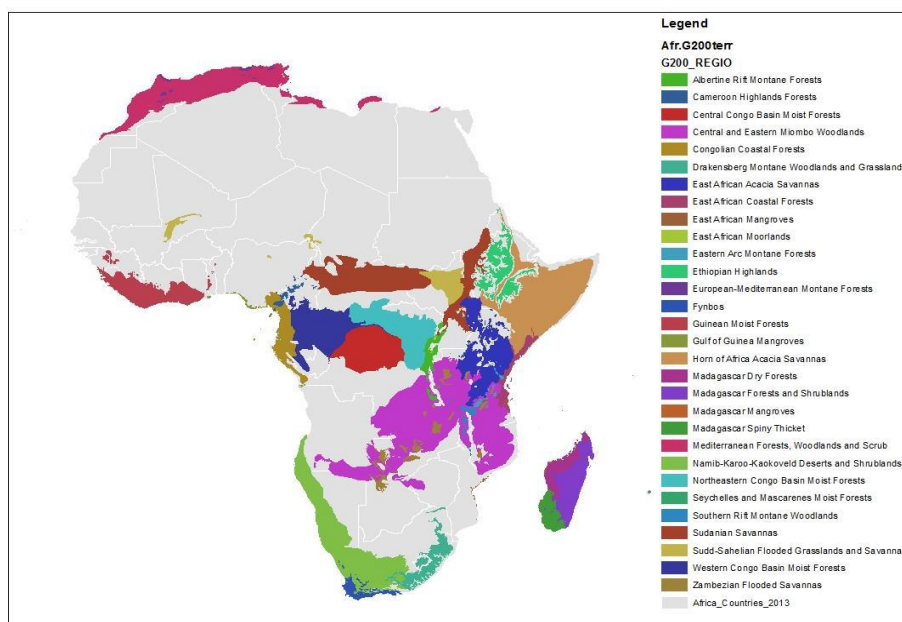 Legend
Afr.G200terr
G200_REGIO
Albertine Rift Montane Forests
Cameroon Highlands Forests
Central Congo Basin Moist Forests
Central and Eastern Miombo Woodlands
Congolian Coastal Forests
Drakensberg Montane Woodlands and Grassland
East African Acacia Savannas
East African Coastal Forests
East African Mangroves
East African Moorlands
Eastern Arc Montane Forests
Ethiopian Highlands
European-Mediterranean Montane Forests
Fynbos
Guinean Moist Forests
Gulf of Guinea Mangroves
Horn of Africa Acacia Savannas
Madagascar Dry Forests
Madagascar Forests and Shrublands
Madagascar Mangroves
Madagascar Spiny Thicket
Mediterranean Forests, Woodlands and Scrub
Namib-Karoo-Kaokoveld Deserts and Shrublands
Northeastern Congo Basin Moist Forests
Seychelles and Mascarenes Moist Forests
Southern Rift Montane Woodlands
Sudanian Savannas
Sudd-Sahelian Flooded Grasslands and Savanna
Western Congo Basin Moist Forests
Zambezian Flooded Savannas
Africa_Countries_2013